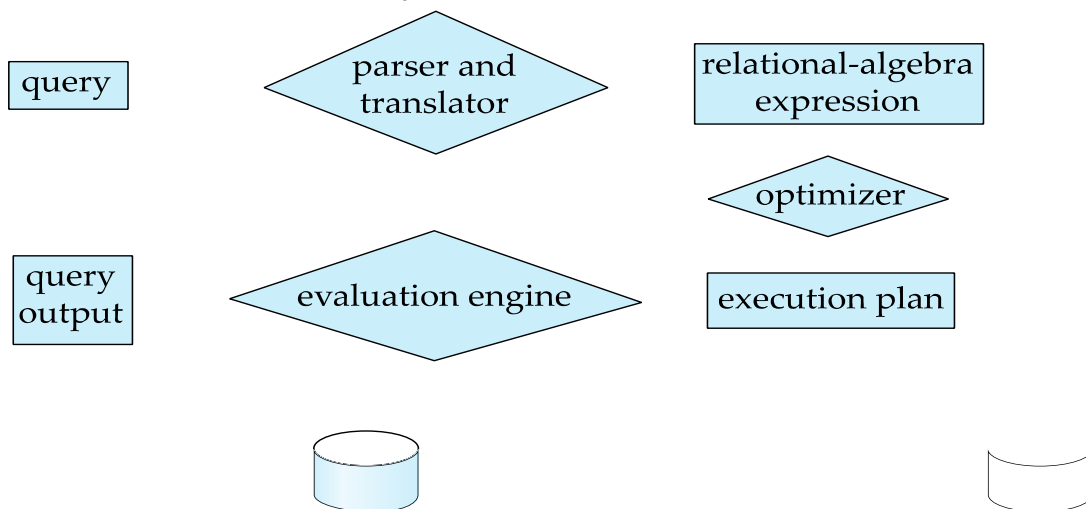 query
parser and
translator
relational-algebra
expression
optimizer
query
output
evaluation engine
execution plan